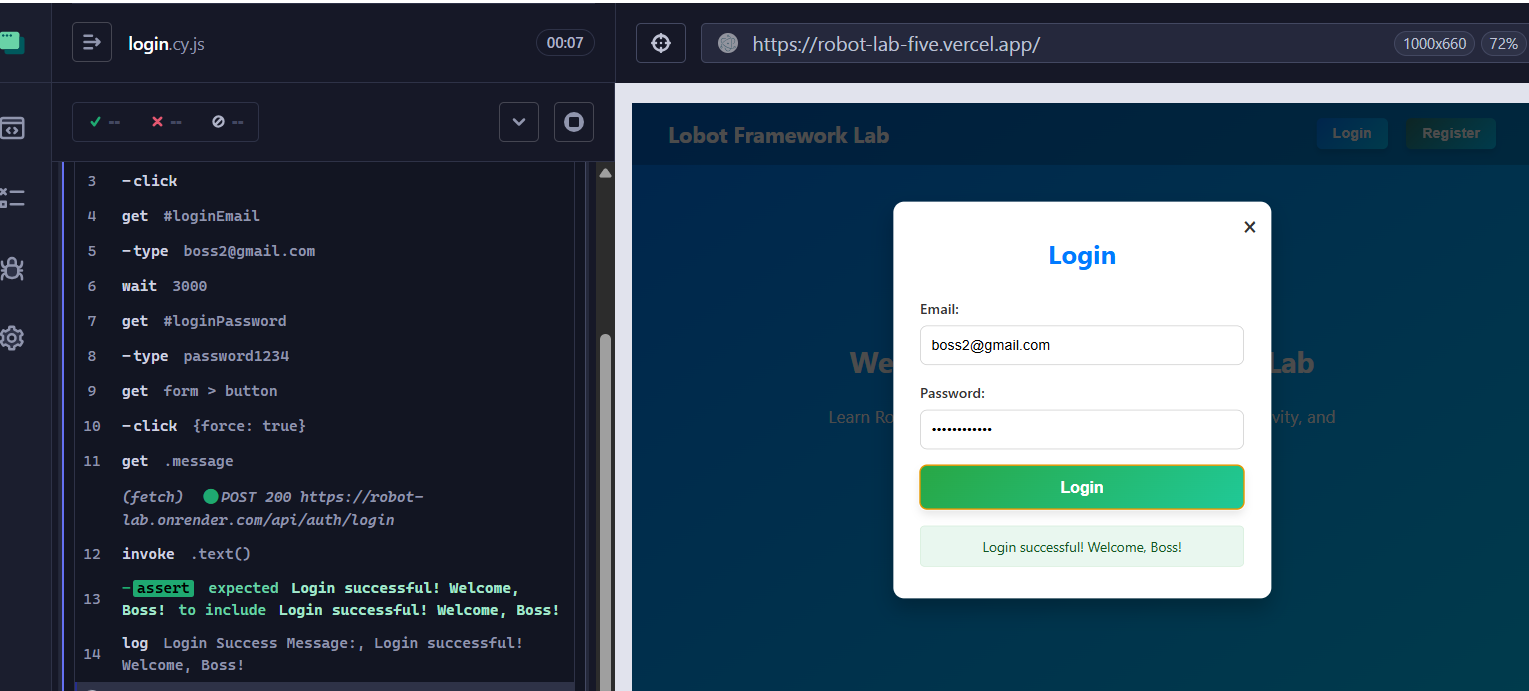 login.cy.js
00:07
-- -- --
3 -click
4 get #loginEmail
5 -type boss2@gmail.com
6 wait 3000
7 get #loginPassword
8 -type password1234
9 get form > button
10 -click {force: true}
11 get .message
(fetch) POST 200 https://robot-
lab.onrender.com/api/auth/login
12 invoke .text()
13 -assert expected Login successful! Welcome,
Boss! to include Login successful! Welcome, Boss!
14 log Login Success Message:, Login successful!
Welcome, Boss!
https://robot-lab-five.vercel.app/
1000x660
72%
Lobot Framework Lab
Login
Register
We
Lab
Learn Ro
vity, and
×
Login
Email:
boss2@gmail.com
Password:
••••••••••••
Login
Login successful! Welcome, Boss!